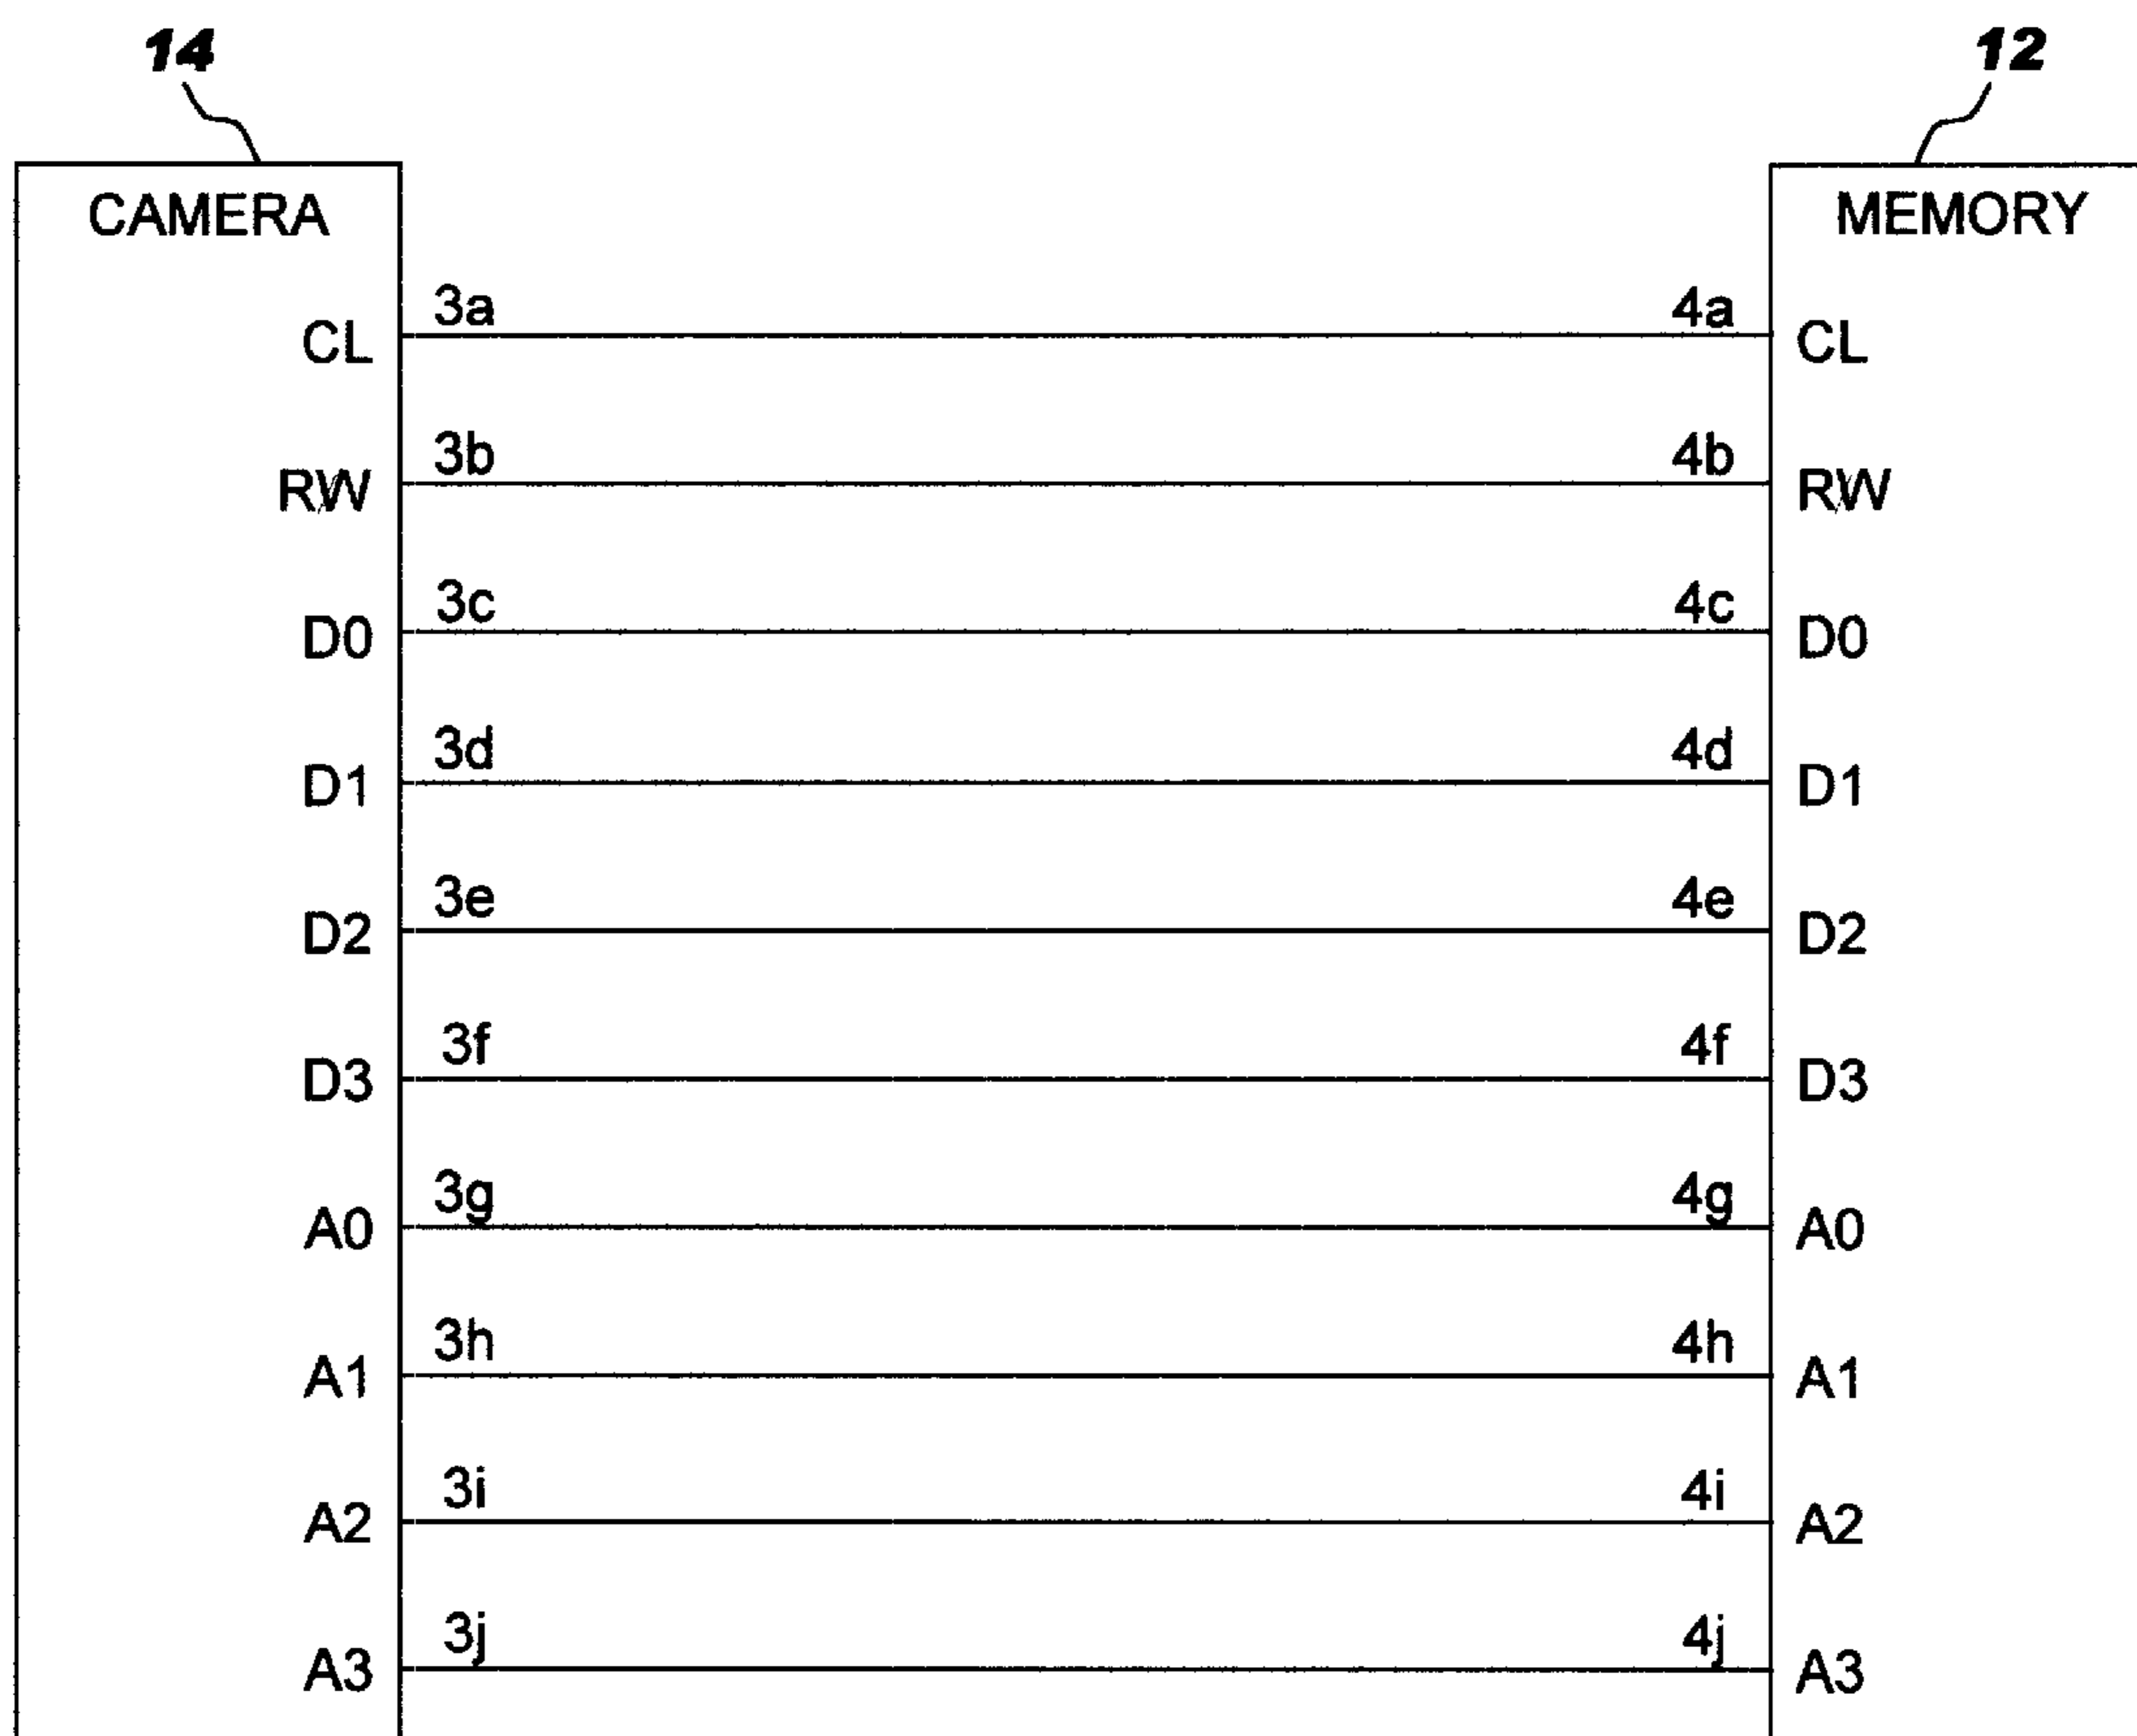 14 12
CAMERA MEMORY
3a 4a
CL CL
3b 4b
RW RW
3c 4c
D0 D0
3d 4d
D1 D1
3e 4e
D2 D2
3f 4f
D3 D3
3g 4g
A0 A0
3h 4h
A1 A1
3i 4i
A2 A2
3j 4j
A3 A3